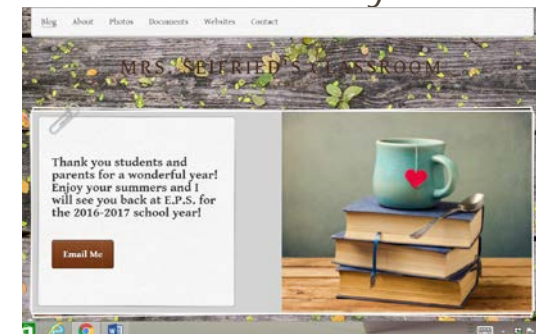 Blog About Photos Documents Websites Contact
MRS. SEIFRIED'S CLASSROOM
Thank you students and
parents for a wonderful year!
Enjoy your summers and I
will see you back at E.P.S. for
the 2016-2017 school year!
Email Me